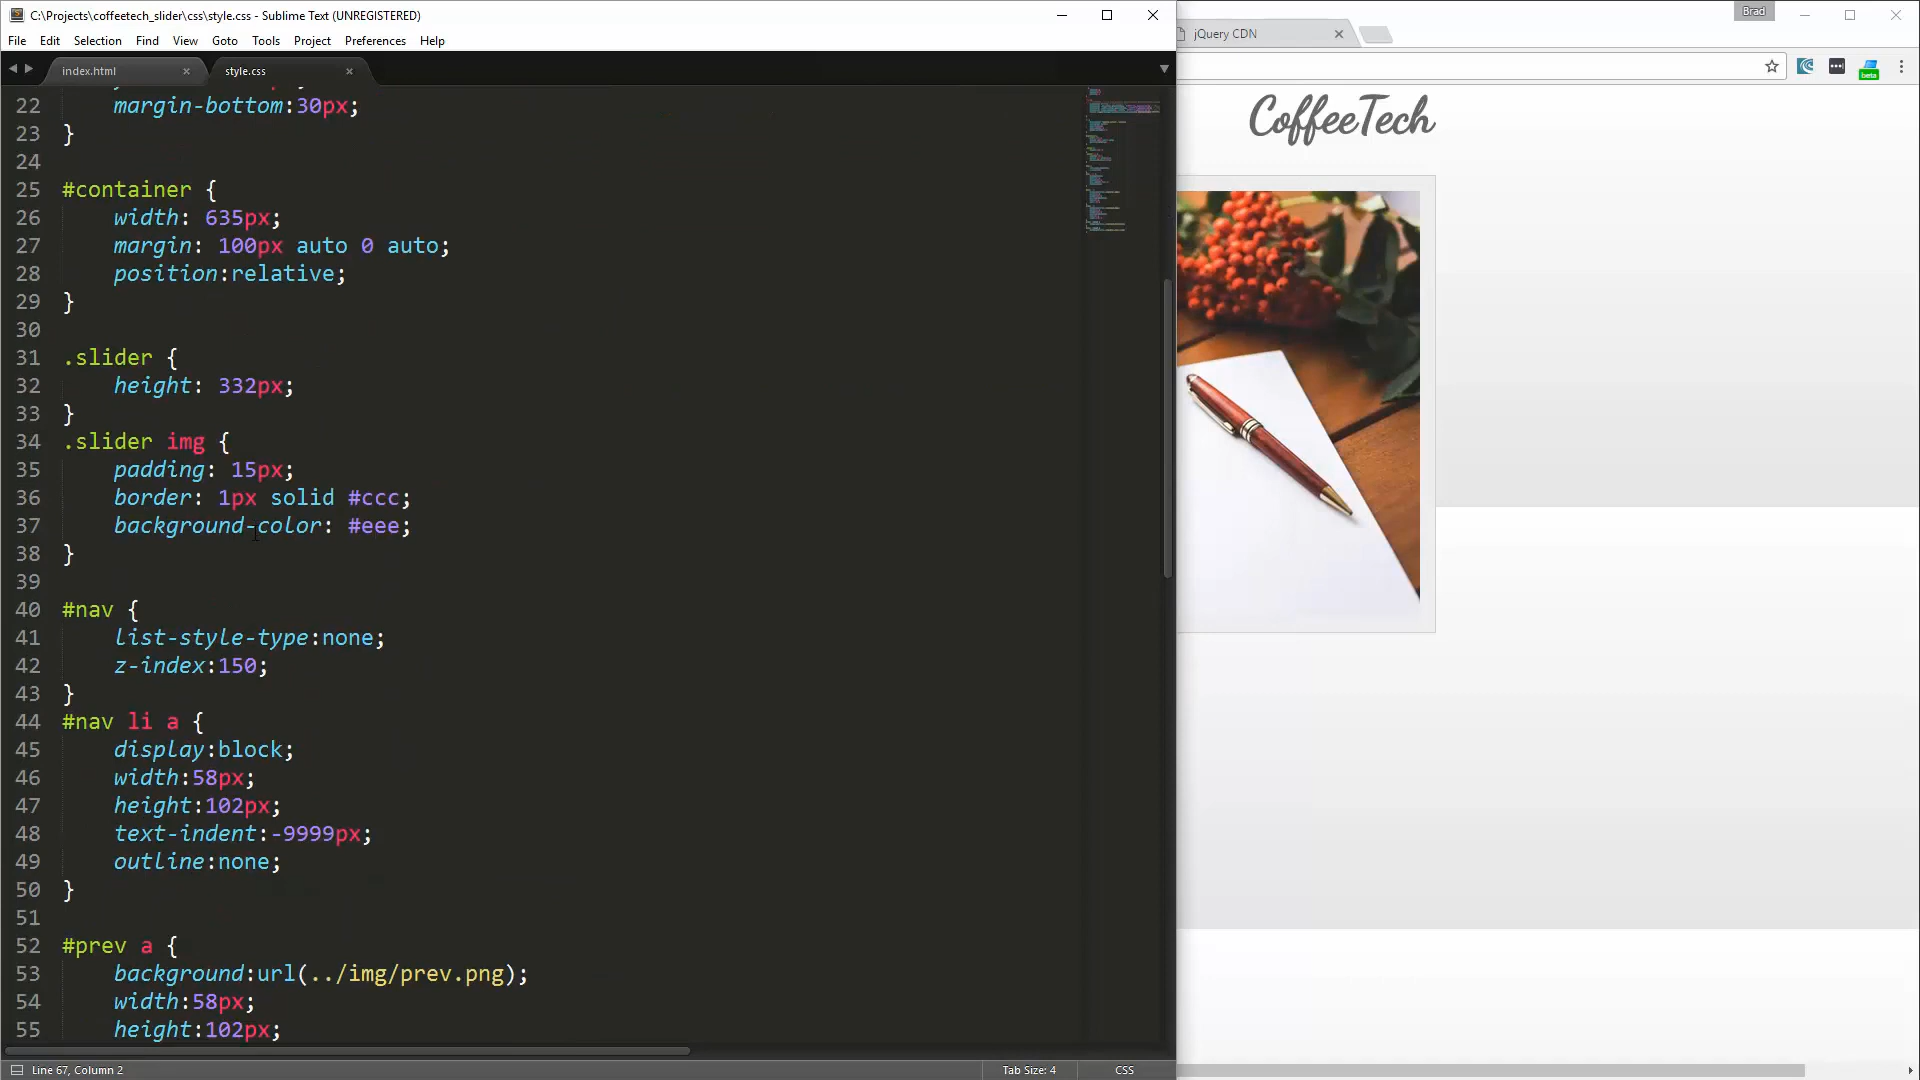 C:\Projects\coffeetech_slider\css\style.css - Sublime Text (UNREGISTERED)
Brad
File Edit Selection Find View Goto Tools Project Preferences Help
jQuery CDN
index.html style.css
beta
CoffeeTech
22 margin-bottom:30px;
23 }
24
25 #container {
26 width: 635px;
27 margin: 100px auto 0 auto;
28 position:relative;
29 }
30
31 .slider {
32 height: 332px;
33 }
34 .slider img {
35 padding: 15px;
36 border: 1px solid #ccc;
37 background-color: #eee;
38 }
39
40 #nav {
41 list-style-type:none;
42 z-index:150;
43 }
44 #nav li a {
45 display:block;
46 width:58px;
47 height:102px;
48 text-indent:-9999px;
49 outline:none;
50 }
51
52 #prev a {
53 background:url(../img/prev.png);
54 width:58px;
55 height:102px;
Line 67, Column 2
Tab Size: 4
CSS